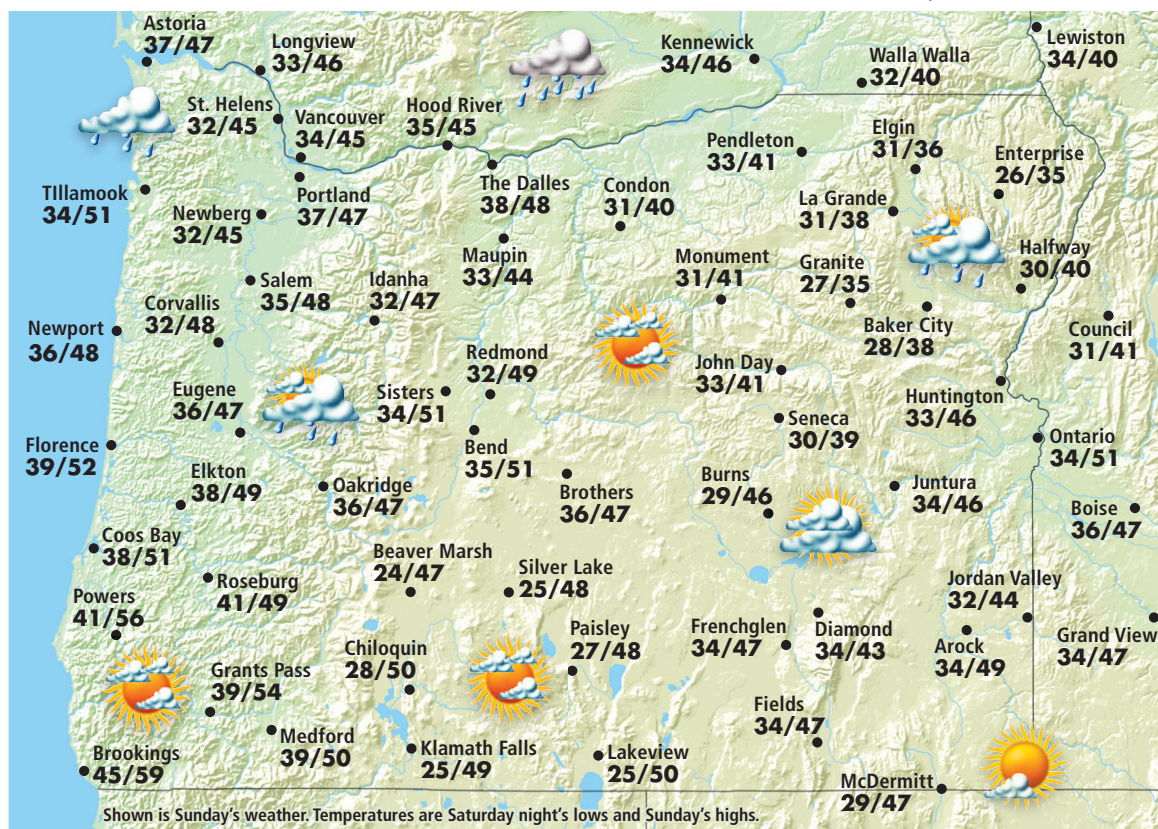 Astoria
37/47
Longview
33/46
Kennewick
34/46
Walla Walla
32/40
Lewiston
34/40
St. Helens
32/45
Vancouver
34/45
Hood River
35/45
Pendleton
33/41
Elgin
31/36
Enterprise
26/35
TIllamook
34/51
Newberg
32/45
Portland
37/47
The Dalles
38/48
Condon
31/40
La Grande
31/38
Maupin
33/44
Monument
31/41
Granite
27/35
Halfway
30/40
Salem
35/48
Idanha
32/47
Corvallis
32/48
Newport
36/48
Baker City
28/38
Council
31/41
Redmond
32/49
John Day
33/41
Eugene
36/47
Sisters
34/51
Huntington
33/46
Seneca
30/39
Florence
39/52
Bend
35/51
Ontario
34/51
Elkton
38/49
Oakridge
36/47
Brothers
36/47
Burns
29/46
Juntura
34/46
Boise
36/47
Coos Bay
38/51
Beaver Marsh
24/47
Silver Lake
25/48
Roseburg
41/49
Jordan Valley
32/44
Powers
41/56
Paisley
27/48
Frenchglen
34/47
Diamond
34/43
Arock
34/49
Grand View
34/47
Chiloquin
28/50
Grants Pass
39/54
Fields
34/47
Medford
39/50
Klamath Falls
25/49
Lakeview
25/50
Brookings
45/59
McDermitt
29/47
Shown is Sunday's weather. Temperatures are Saturday night's lows and Sunday's highs.